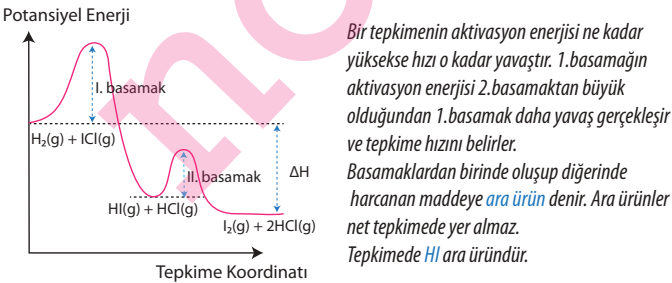 Potansiyel Enerji
I. basamak
H₂(g) + ICl(g)
II. basamak
ΔH
HI(g) + HCl(g)
I₂(g) + 2HCl(g)
Tepkime Koordinatı
Bir tepkimenin aktivasyon enerjisi ne kadar
yüksekse hızı o kadar yavaştır. 1.basamağın
aktivasyon enerjisi 2.basamaktan büyük
olduğundan 1.basamak daha yavaş gerçekleşir
ve tepkime hızını belirler.
Basamaklardan birinde oluşup diğerinde
harcanan maddeye ara ürün denir. Ara ürünler
net tepkimede yer almaz.
Tepkimede HI ara üründür.